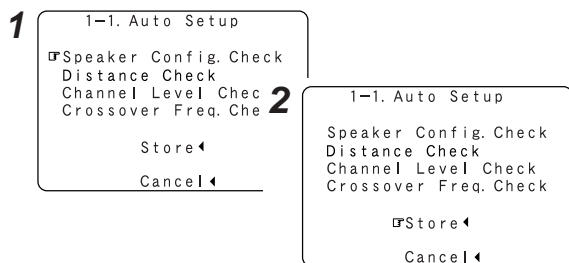 1
1-1. Auto Setup
☞Speaker Config. Check
Distance Check
Channel Level Chec
Crossover Freq. Che
Store◀
Cancel◀
2
1-1. Auto Setup
Speaker Config. Check
Distance Check
Channel Level Check
Crossover Freq. Check
☞Store◀
Cancel◀